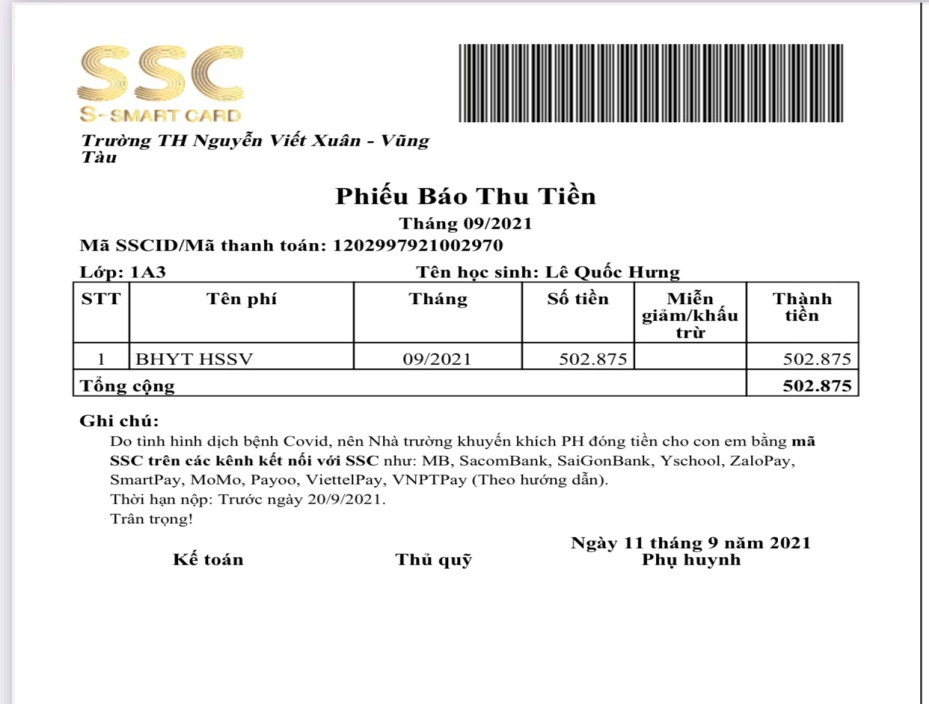 SSC
S-SMART CARD
Trường TH Nguyễn Viết Xuân - Vũng
Tàu
Phiếu Báo Thu Tiền
Tháng 09/2021
Mã SSCID/Mã thanh toán: 1202997921002970
Lớp: 1A3 Tên học sinh: Lê Quốc Hưng
STT Tên phí Tháng Số tiền Miễn giảm/khấu trừ Thành tiền
1 BHYT HSSV 09/2021 502.875 502.875
Tổng cộng 502.875
Ghi chú:
Do tình hình dịch bệnh Covid, nên Nhà trường khuyến khích PH đóng tiền cho con em bằng mã
SSC trên các kênh kết nối với SSC như: MB, SacomBank, SaiGonBank, Yschool, ZaloPay,
SmartPay, MoMo, Payoo, ViettelPay, VNPTPay (Theo hướng dẫn).
Thời hạn nộp: Trước ngày 20/9/2021.
Trân trọng!
Ngày 11 tháng 9 năm 2021
Kế toán Thủ quỹ Phụ huynh